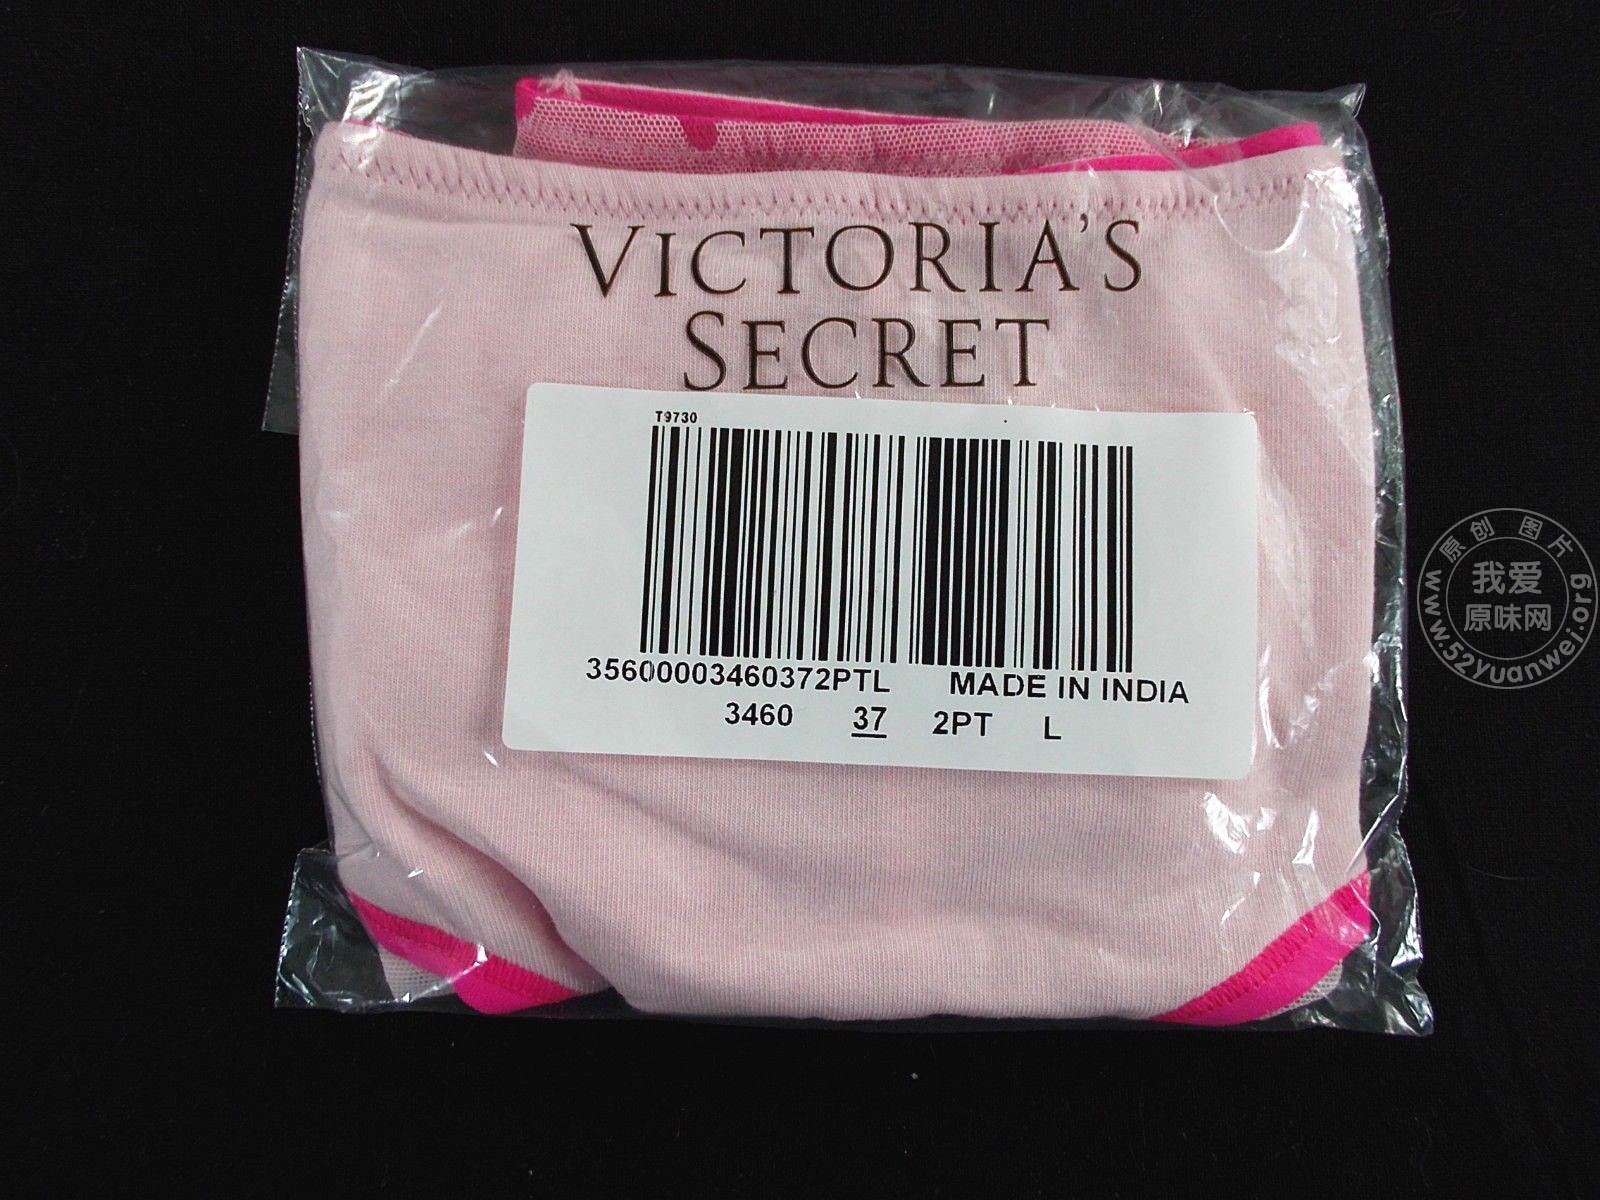 VICTORIA'S
SECRET
T9730
35600003460372PTL MADE IN INDIA
3460 37 2PT L
原创图片
我爱
原味网
www.52yuanwei.org